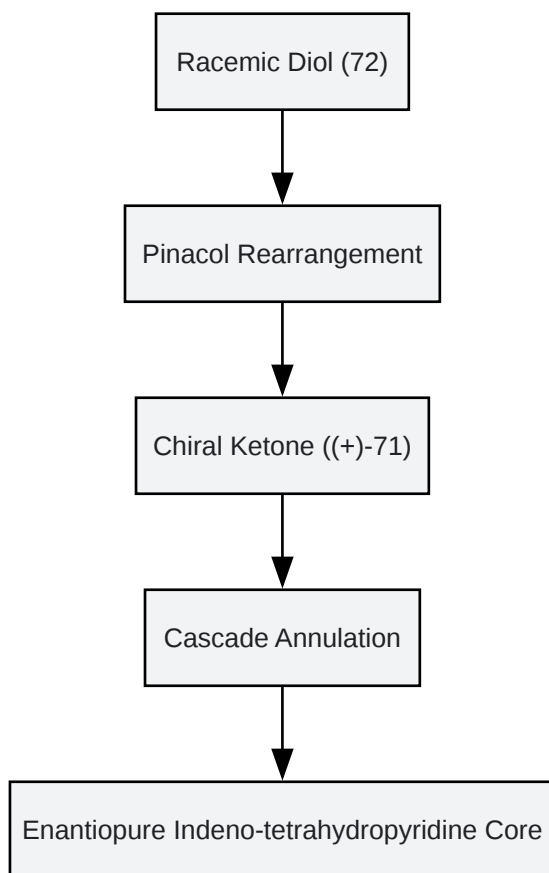 Racemic Diol (72)
Pinacol Rearrangement
Chiral Ketone ((+)-71)
Cascade Annulation
Enantiopure Indeno-tetrahydropyridine Core